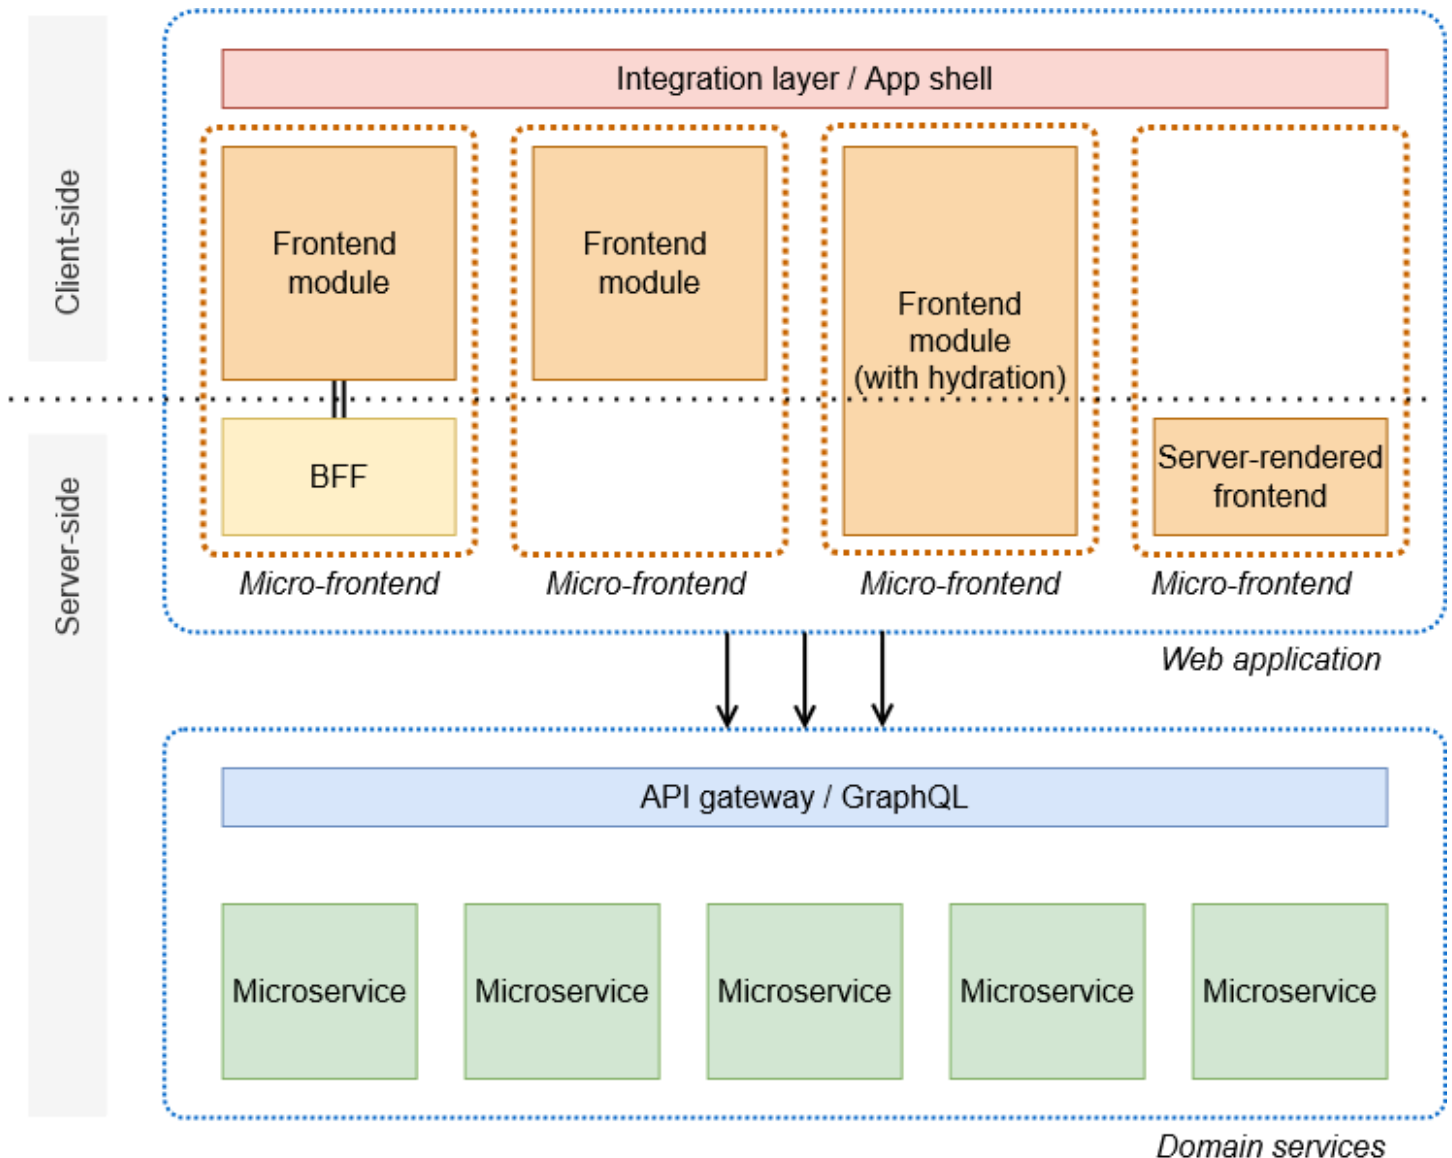 Client-side
Integration layer / App shell
Frontend
module
Frontend
module
Frontend
module
(with hydration)
Server-side
BFF
Server-rendered
frontend
Micro-frontend
Micro-frontend
Micro-frontend
Micro-frontend
Web application
API gateway / GraphQL
Microservice
Microservice
Microservice
Microservice
Microservice
Domain services